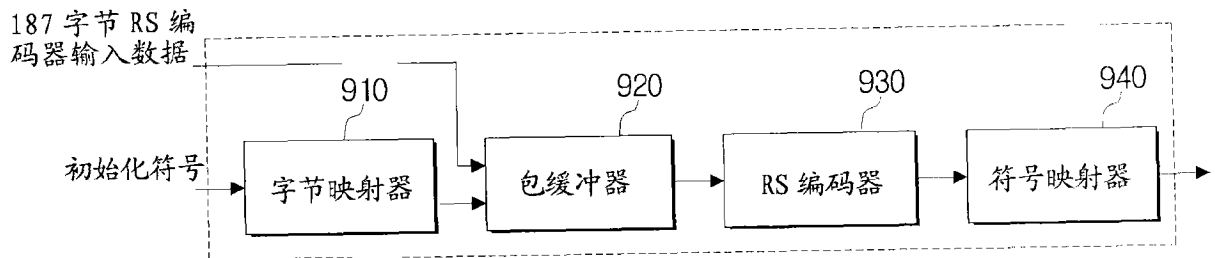 187 字节 RS 编
码器输入数据
910
920
930
940
初始化符号
字节映射器
包缓冲器
RS 编码器
符号映射器